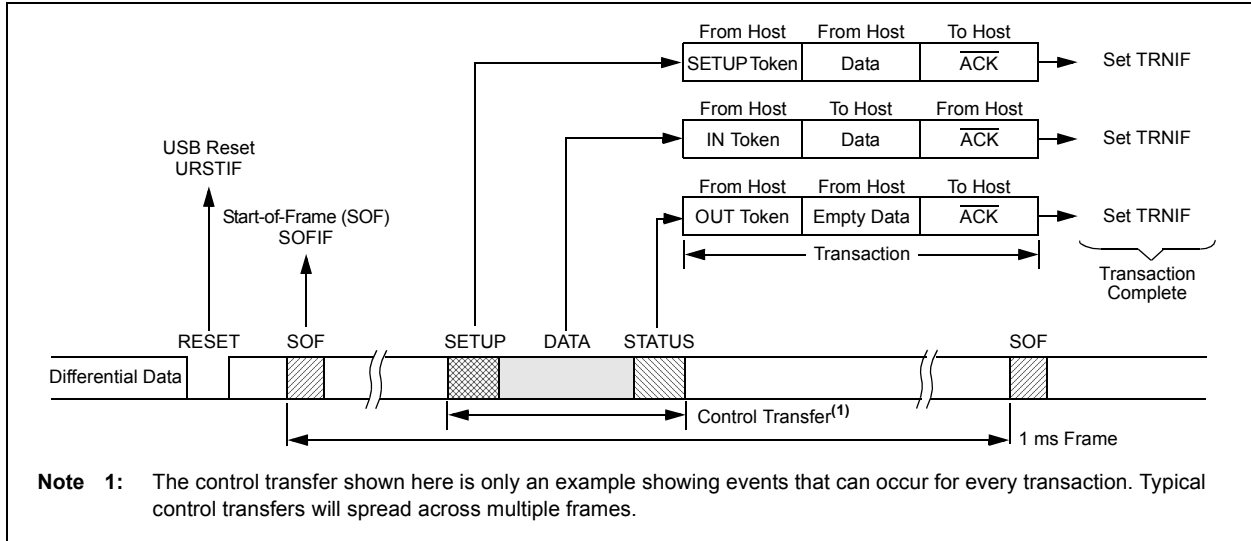 From Host From Host To Host
SETUP Token Data ACK Set TRNIF
From Host To Host From Host
IN Token Data ACK Set TRNIF
USB Reset
URSTIF
From Host From Host To Host
Start-of-Frame (SOF)
SOFIF
OUT Token Empty Data ACK Set TRNIF
Transaction
Transaction
Complete
RESET SOF SETUP DATA STATUS SOF
Differential Data
Control Transfer(1)
1 ms Frame
Note 1: The control transfer shown here is only an example showing events that can occur for every transaction. Typical
control transfers will spread across multiple frames.